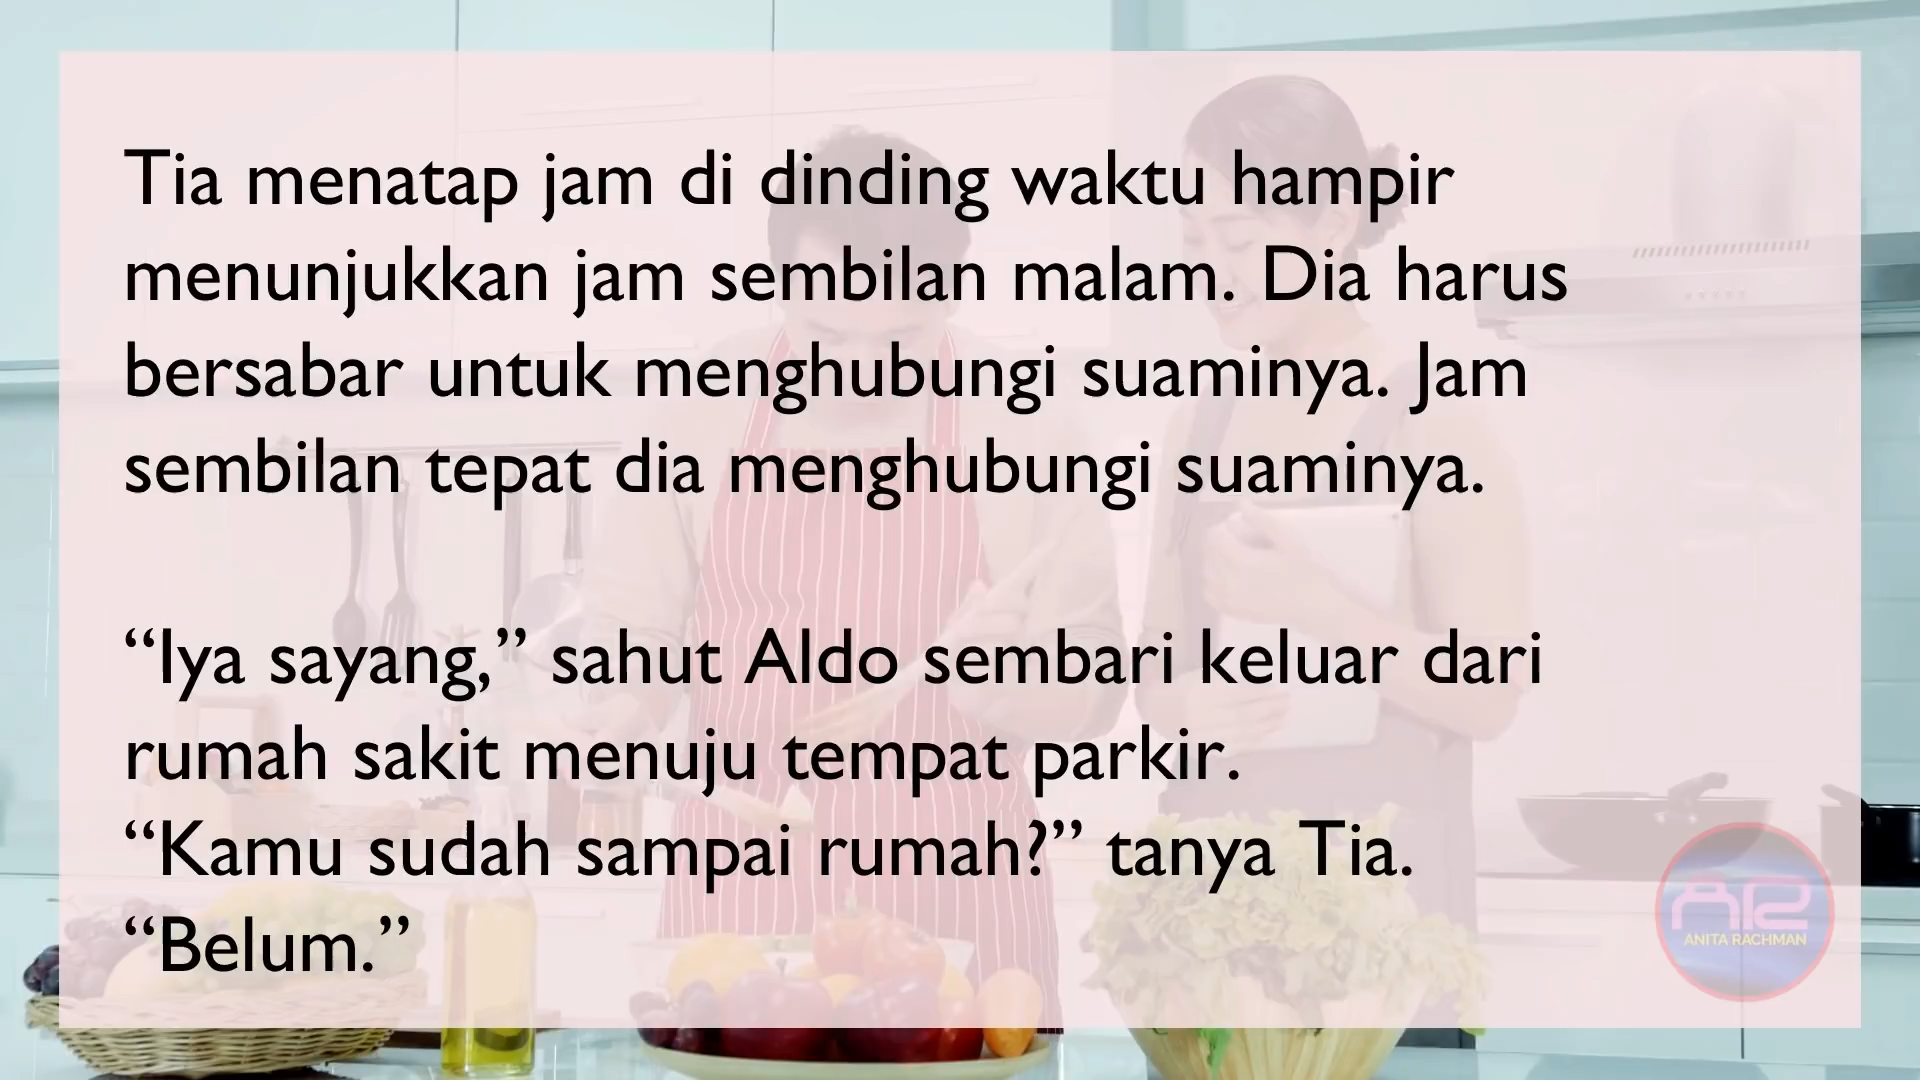 Tia menatap jam di dinding waktu hampir
menunjukkan jam sembilan malam. Dia harus
bersabar untuk menghubungi suaminya. Jam
sembilan tepat dia menghubungi suaminya.
“Iya sayang,” sahut Aldo sembari keluar dari
rumah sakit menuju tempat parkir.
“Kamu sudah sampai rumah?” tanya Tia.
“Belum.”
AR
ANITA RACHMAN